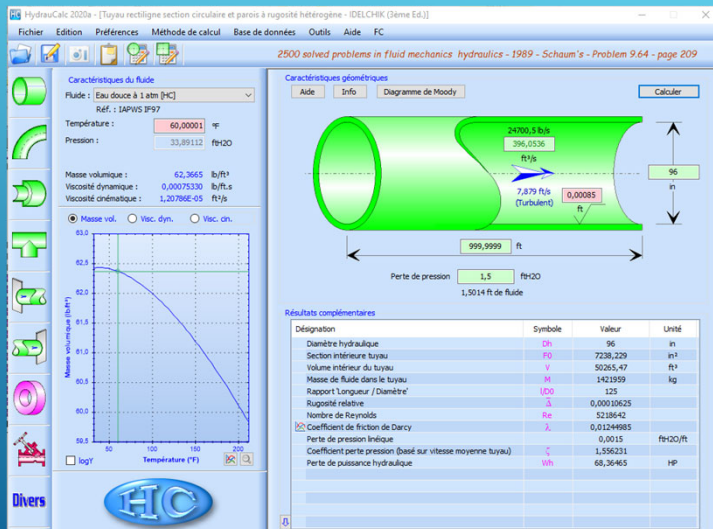 HC HydrauCalc 2020a - [Tuyau rectiligne section circulaire et parois à rugosité hétérogène - IDELCHIK (3ème Ed.)]
Fichier Edition Préférences Méthode de calcul Base de données Outils Aide FC
2500 solved problems in fluid mechanics hydraulics - 1989 - Schaum's - Problem 9.64 - page 209
Caractéristiques du fluide
Fluide : Eau douce à 1 atm [HC]
Réf. : IAPWS IF97
Température : 60,00001 °F
Pression : 33,89112 ftH2O
Masse volumique : 62,3665 lb/ft³
Viscosité dynamique : 0,00075330 lb/ft.s
Viscosité cinématique : 1,20786E-05 ft²/s
Masse vol. Visc. dyn. Visc. cin.
63,0
62,5
62,0
61,5
61,0
60,5
60,0
59,5
Masse volumique (lb/ft³)
50 100 150 200
logY Température (°F)
Divers
HC
Caractéristiques géométriques
Aide Info Diagramme de Moody Calculer
24700,5 lb/s
396,0536
ft³/s
7,879 ft/s
(Turbulent)
0,00085
ft
96
in
999,9999 ft
Perte de pression 1,5 ftH2O
1,5014 ft de fluide
Résultats complémentaires
Désignation Symbole Valeur Unité
Diamètre hydraulique Dh 96 in
Section intérieure tuyau F0 7238,229 in²
Volume intérieur du tuyau V 50265,47 ft³
Masse de fluide dans le tuyau M 1421959 kg
Rapport 'Longueur / Diamètre' l/D0 125
Rugosité relative Δ̅ 0,00010625
Nombre de Reynolds Re 5218642
Coefficient de friction de Darcy λ 0,01244985
Perte de pression linéique 0,0015 ftH2O/ft
Coefficient perte pression (basé sur vitesse moyenne tuyau) ζ 1,556231
Perte de puissance hydraulique Wh 68,36465 HP